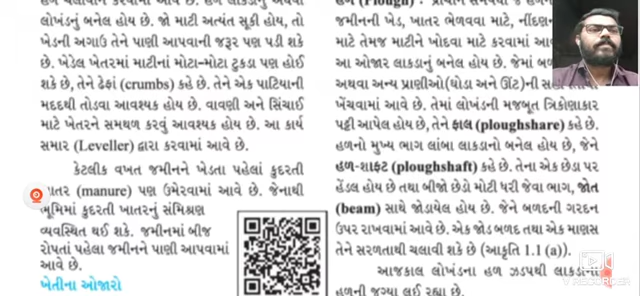 લોખંડનું બનેલ હોય છે. જો માટી અત્યંત સૂકી હોય, તો
ખેડની અગાઉ તેને પાણી આપવાની જરૂર પણ પડી શકે
છે. ખેડેલ ખેતરમાં માટીનાં મોટા-મોટા ટુકડા પણ હોઈ
શકે છે, તેને ઢેફાં (crumbs) કહે છે. તેને એક પાટિયાની
મદદથી તોડવા આવશ્યક હોય છે. વાવણી અને સિંચાઈ
માટે ખેતરને સમથળ કરવું આવશ્યક હોય છે. આ કાર્ય
સમાર (Leveller) દ્વારા કરવામાં આવે છે.
કેટલીક વખત જમીનને ખેડતા પહેલાં કુદરતી
ખાતર (manure) પણ ઉમેરવામાં આવે છે. જેનાથી
ભૂમિમાં કુદરતી ખાતરનું સંમિશ્રણ
વ્યવસ્થિત થઈ શકે. જમીનમાં બીજ
રોપતાં પહેલા જમીનને પાણી આપવામાં
આવે છે.
ખેતીના ઓજારો
જમીનની ખેડ, ખાતર ભેળવવા માટે, નીંદણ
માટે તેમજ માટીને ખોદવા માટે કરવામાં
આ ઓજાર લાકડાનું બનેલ હોય છે. જેમાં
અથવા અન્ય પ્રાણીઓ(ઘોડા અને ઊંટ)ની
ખેંચવામાં આવે છે. તેમાં લોખંડની મજબૂત ત્રિકોણાકાર
પટ્ટી આપેલ હોય છે, તેને ફાલ (ploughshare) કહે છે.
હળનો મુખ્ય ભાગ લાંબા લાકડાનો બનેલ હોય છે, જેને
હળ-શાફ્ટ (ploughshaft) કહે છે. તેના એક છેડા પર
હેંડલ હોય છે તથા બીજો છેડો મોટી ધરી જેવા ભાગ, જોત
(beam) સાથે જોડાયેલ હોય છે. જેને બળદની ગરદન
ઉપર રાખવામાં આવે છે. એક જોડ બળદ તથા એક માણસ
તેને સરળતાથી ચલાવી શકે છે (આકૃતિ 1.1 (a)).
આજકાલ લોખંડના હળ ઝડપથી લાકડાના
હળની જગ્યા લઈ રહ્યા છે.